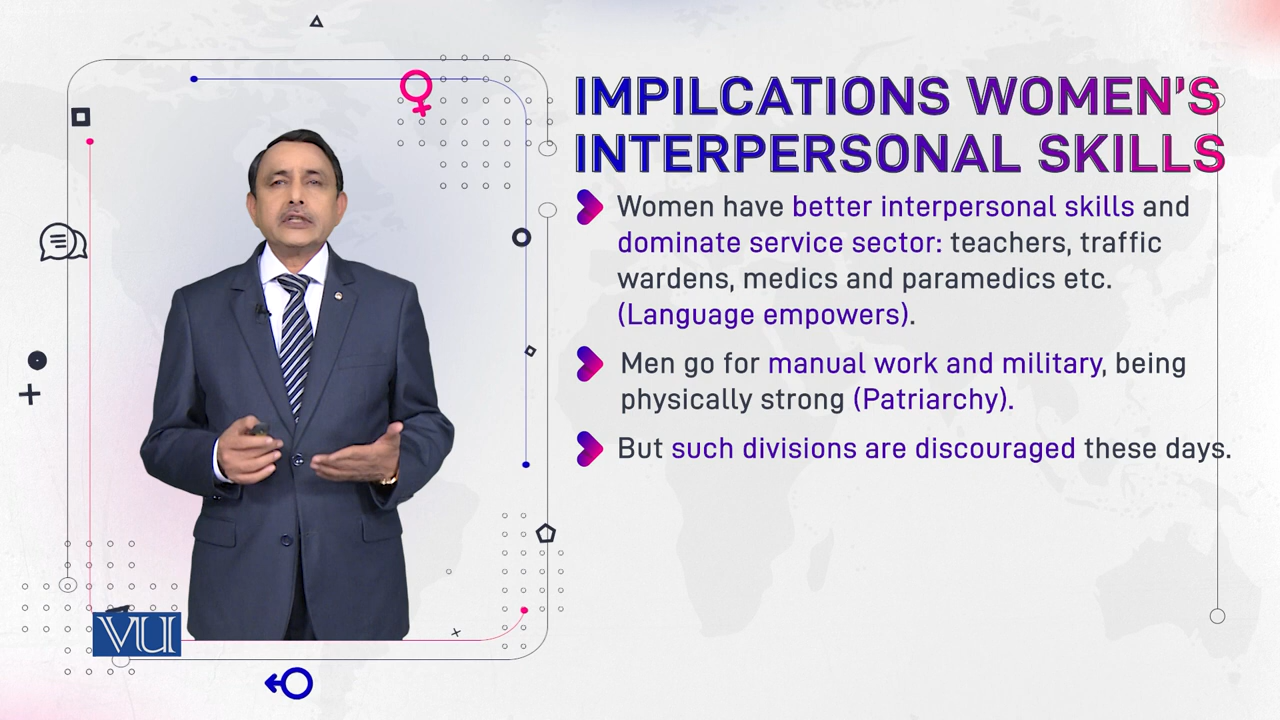 IMPILCATIONS WOMEN'S
INTERPERSONAL SKILLS
Women have better interpersonal skills and
dominate service sector: teachers, traffic
wardens, medics and paramedics etc.
(Language empowers).
Men go for manual work and military, being
physically strong (Patriarchy).
But such divisions are discouraged these days.
VU